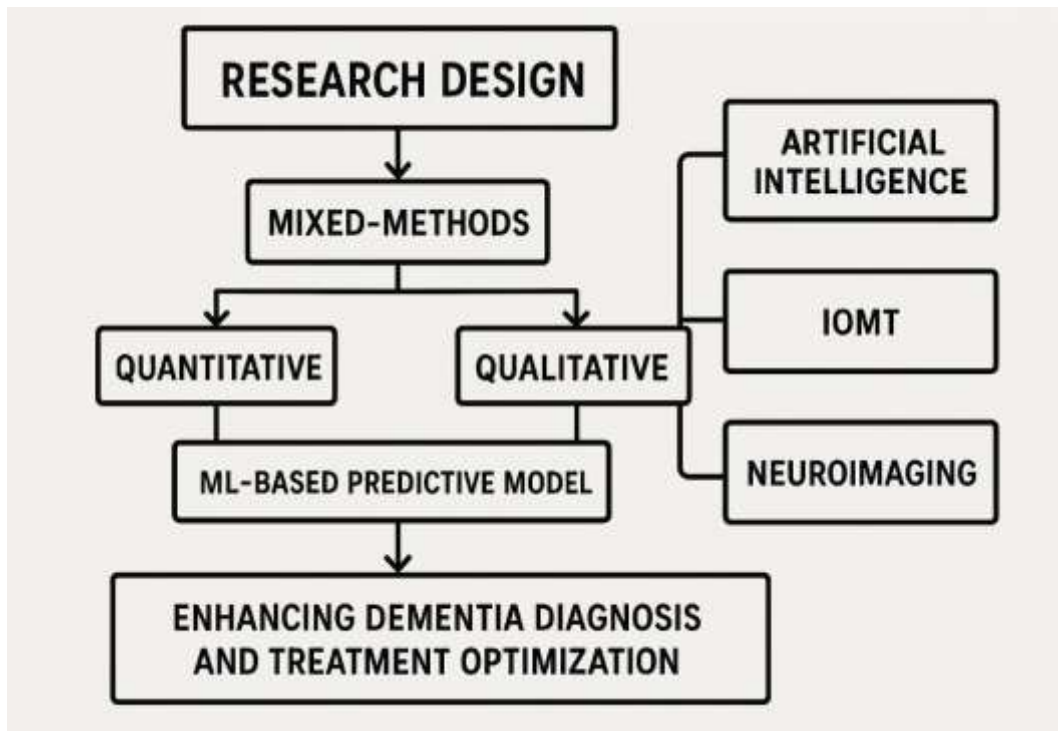 RESEARCH DESIGN
MIXED-METHODS
QUANTITATIVE
QUALITATIVE
ML-BASED PREDICTIVE MODEL
ENHANCING DEMENTIA DIAGNOSIS
AND TREATMENT OPTIMIZATION
ARTIFICIAL
INTELLIGENCE
IOMT
NEUROIMAGING